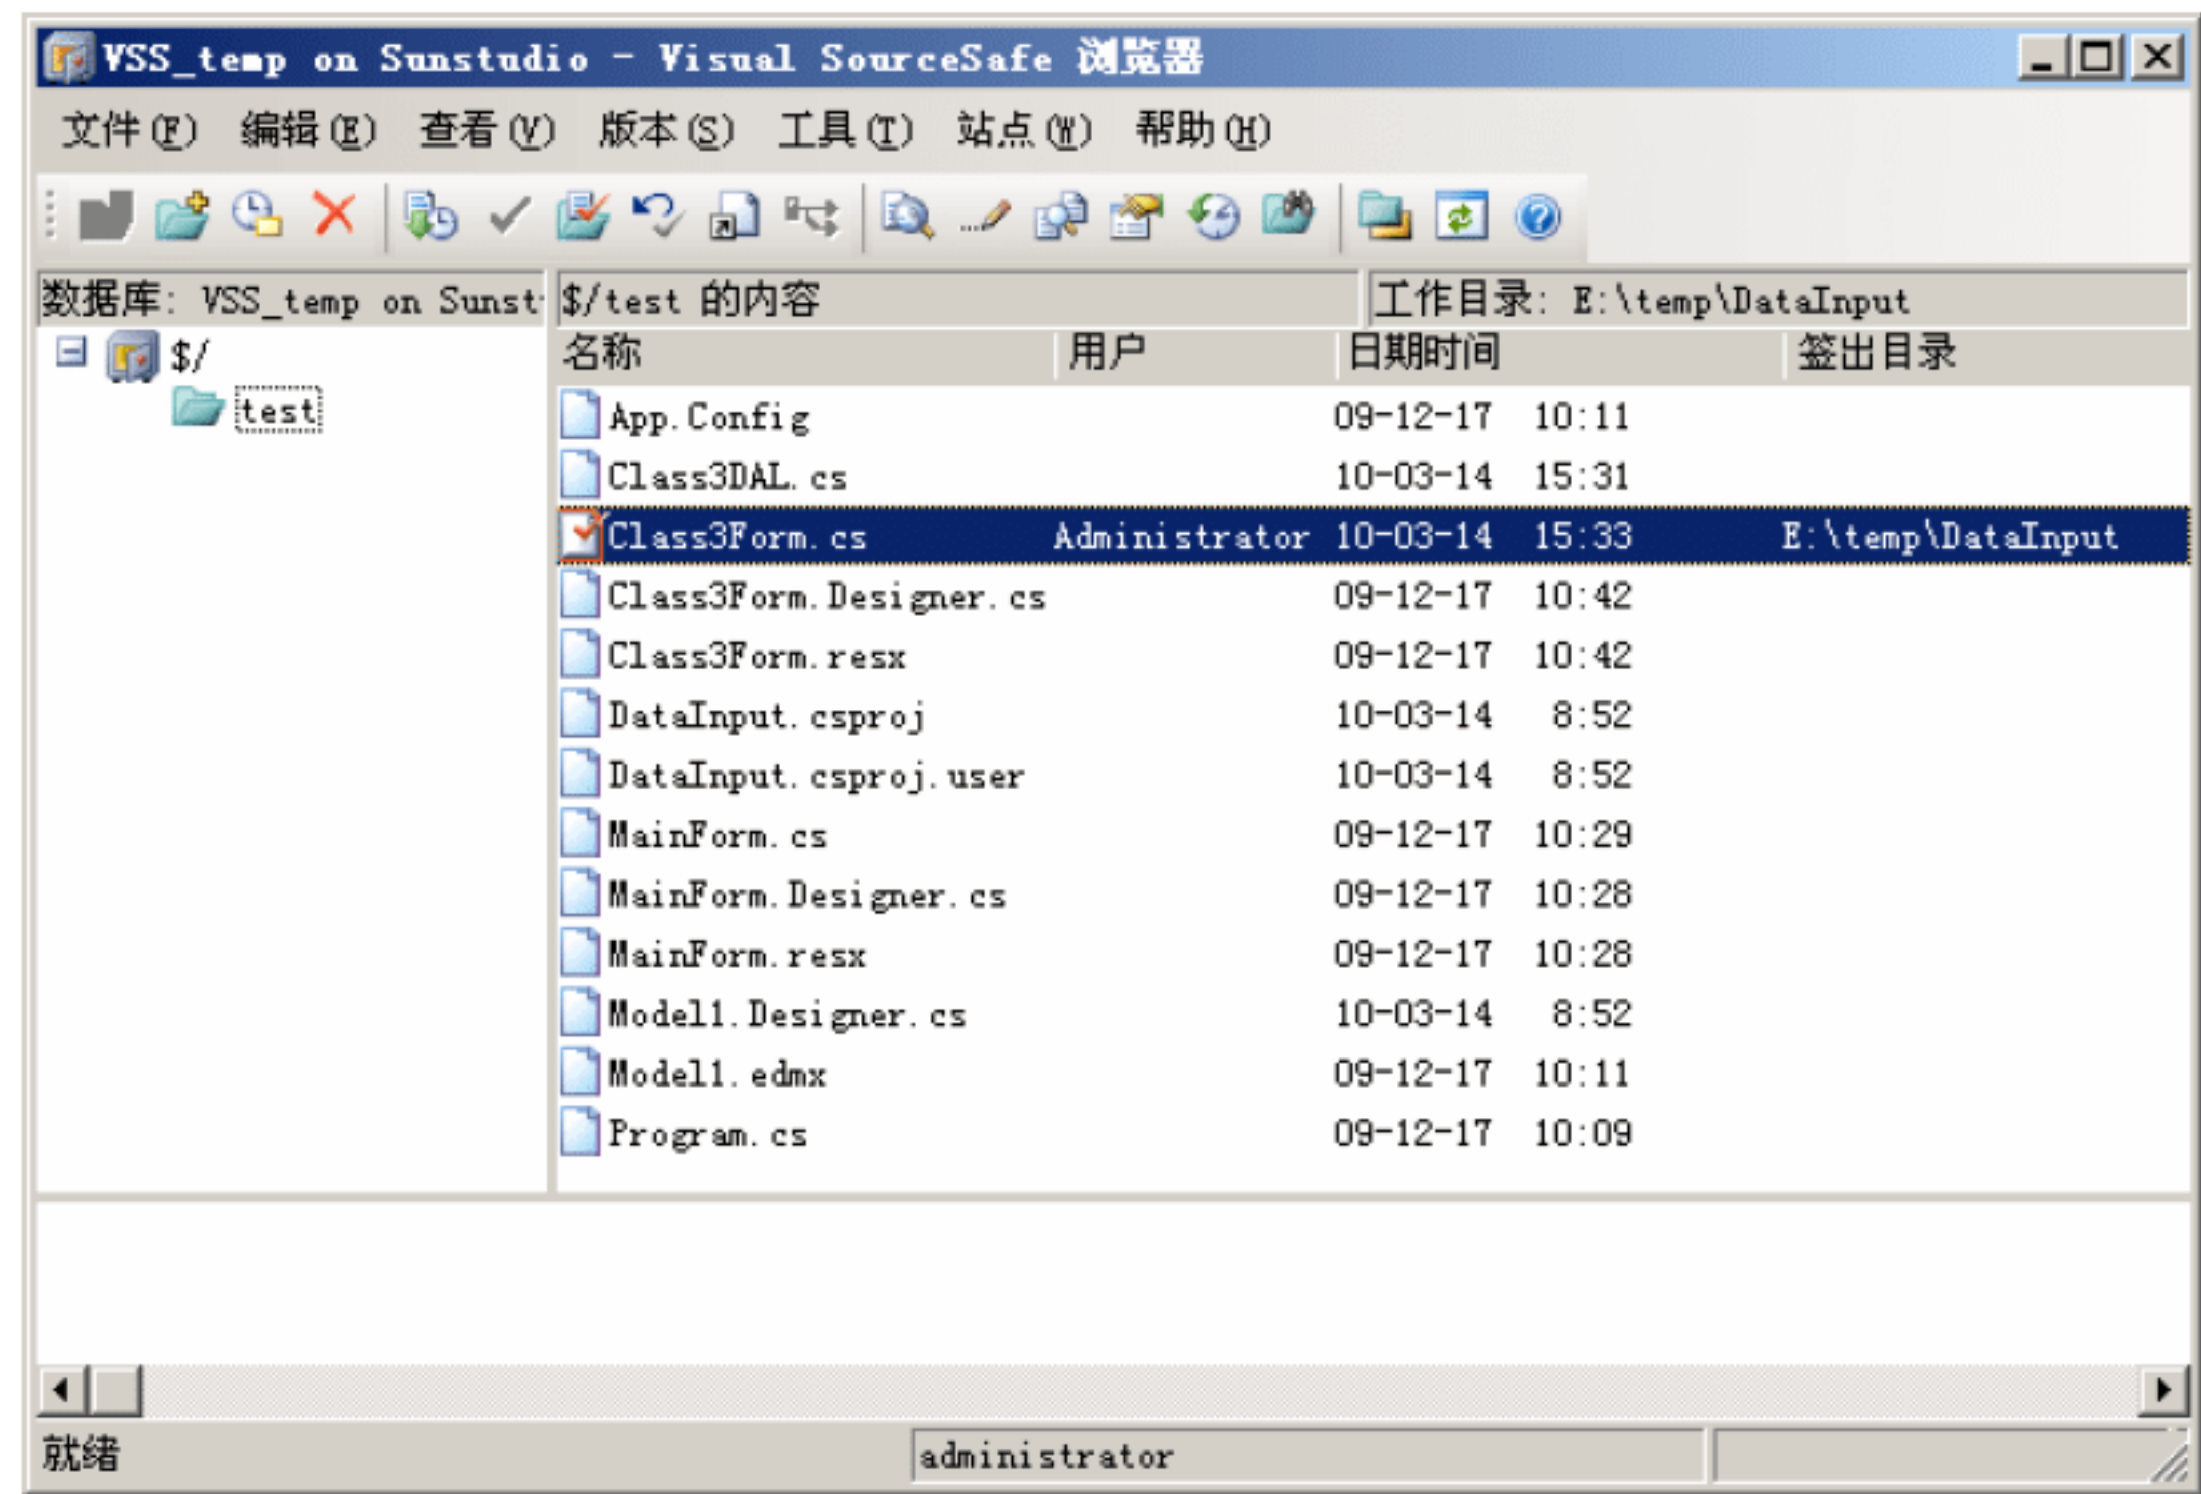 VSS_temp on Sunstudio - Visual SourceSafe 浏览器
文件(F) 编辑(E) 查看(V) 版本(S) 工具(T) 站点(W) 帮助(H)
数据库: VSS_temp on Sunst
$/test 的内容
工作目录: E:\temp\DataInput
$/
test
名称 用户 日期时间 签出目录
App.Config 09-12-17 10:11
Class3DAL.cs 10-03-14 15:31
Class3Form.cs Administrator 10-03-14 15:33 E:\temp\DataInput
Class3Form.Designer.cs 09-12-17 10:42
Class3Form.resx 09-12-17 10:42
DataInput.csproj 10-03-14 8:52
DataInput.csproj.user 10-03-14 8:52
MainForm.cs 09-12-17 10:29
MainForm.Designer.cs 09-12-17 10:28
MainForm.resx 09-12-17 10:28
Model1.Designer.cs 10-03-14 8:52
Model1.edmx 09-12-17 10:11
Program.cs 09-12-17 10:09
就绪
administrator